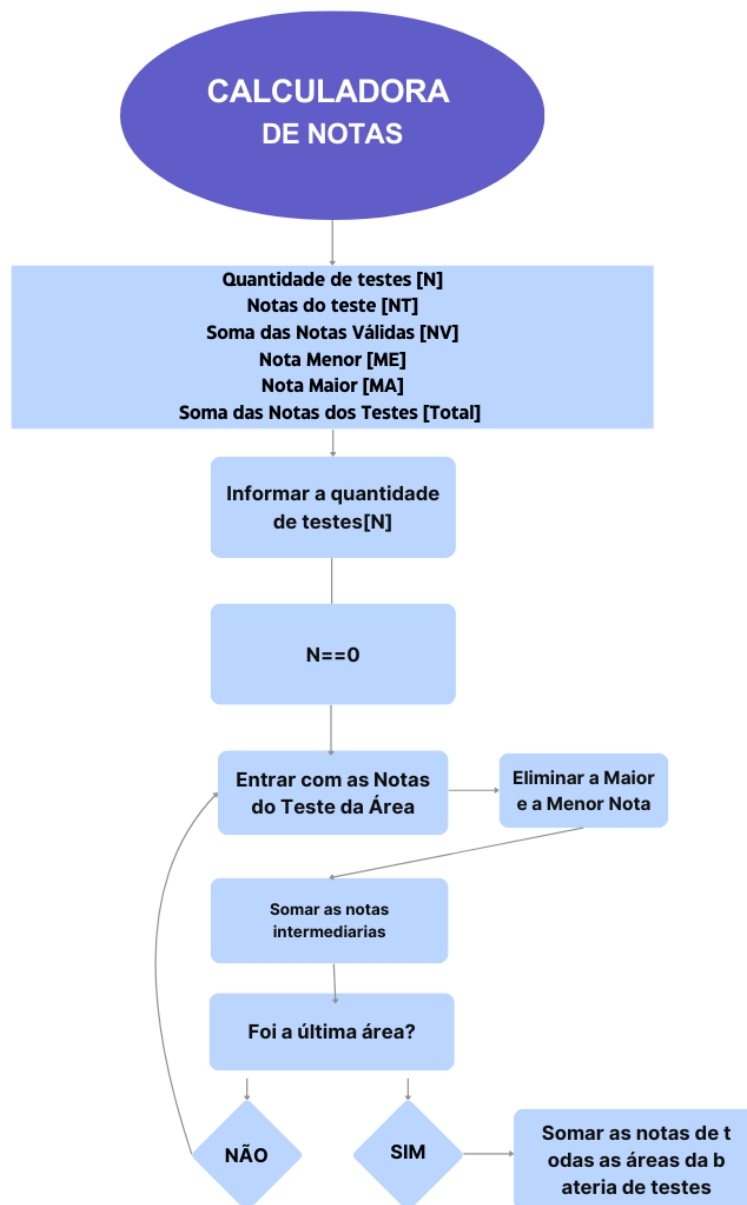 CALCULADORA
DE NOTAS
Quantidade de testes [N]
Notas do teste [NT]
Soma das Notas Válidas [NV]
Nota Menor [ME]
Nota Maior [MA]
Soma das Notas dos Testes [Total]
Informar a quantidade
de testes[N]
N==0
Entrar com as Notas
do Teste da Área
Eliminar a Maior
e a Menor Nota
Somar as notas
intermediarias
Foi a última área?
NÃO
SIM
Somar as notas de t
odas as áreas da b
ateria de testes